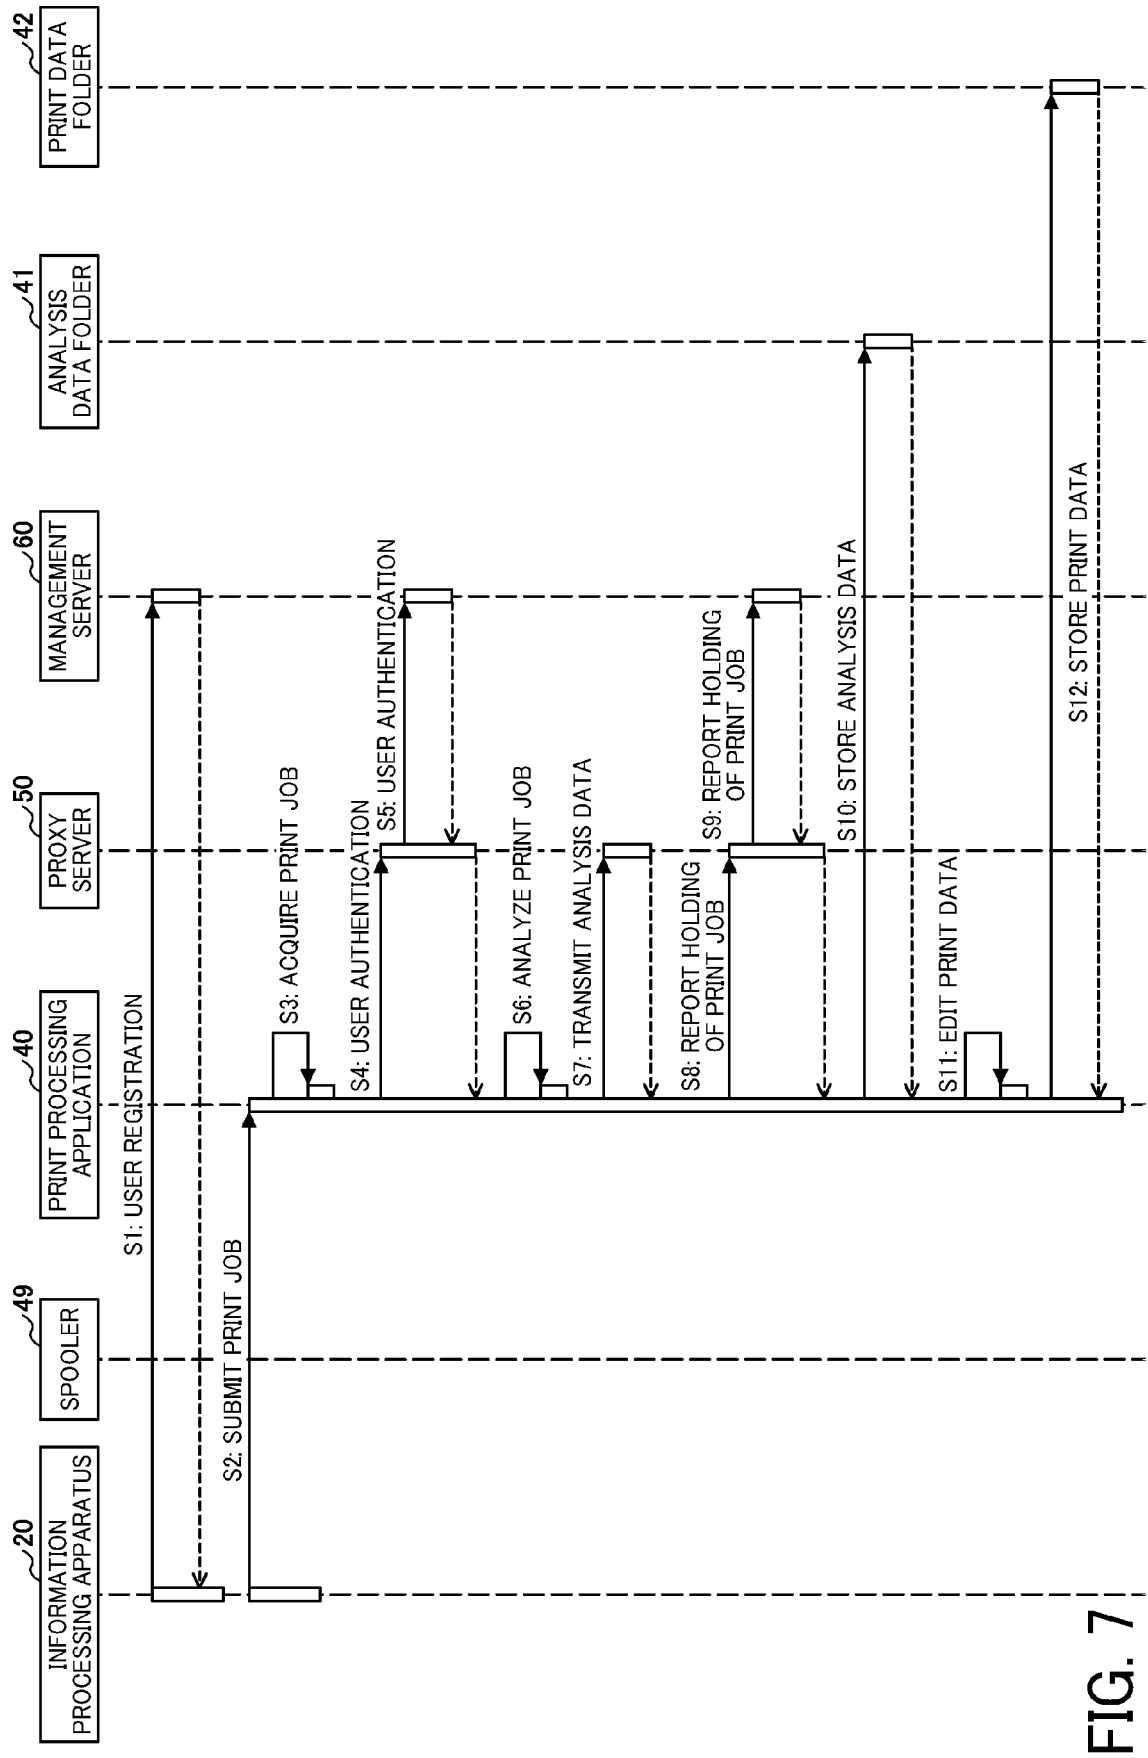 FIG. 7
20
INFORMATION
PROCESSING APPARATUS
49
SPOOLER
40
PRINT PROCESSING
APPLICATION
50
PROXY
SERVER
60
MANAGEMENT
SERVER
41
ANALYSIS
DATA FOLDER
42
PRINT DATA
FOLDER
S1: USER REGISTRATION
S2: SUBMIT PRINT JOB
S3: ACQUIRE PRINT JOB
S4: USER AUTHENTICATION
S5: USER AUTHENTICATION
S6: ANALYZE PRINT JOB
S7: TRANSMIT ANALYSIS DATA
S8: REPORT HOLDING
OF PRINT JOB
S9: REPORT HOLDING
OF PRINT JOB
S10: STORE ANALYSIS DATA
S11: EDIT PRINT DATA
S12: STORE PRINT DATA